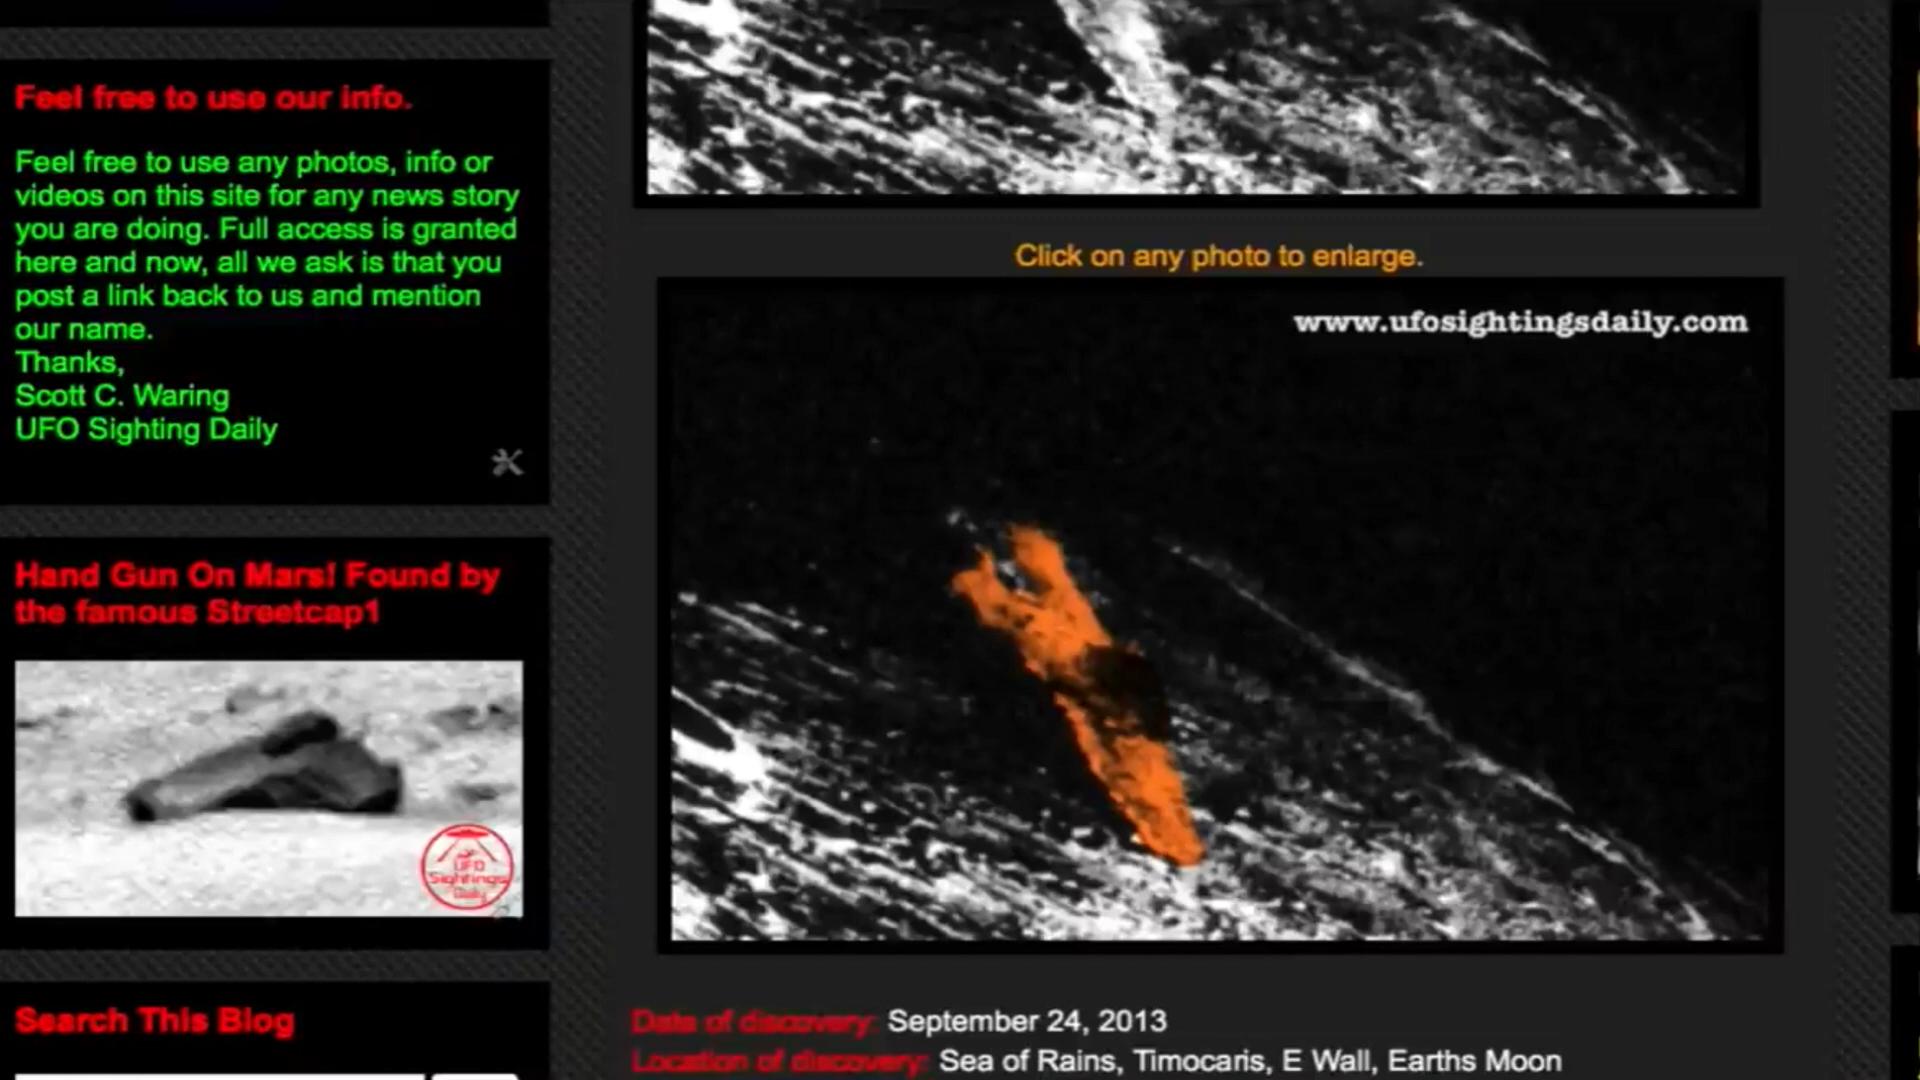 Feel free to use our info.
Feel free to use any photos, info or
videos on this site for any news story
you are doing. Full access is granted
here and now, all we ask is that you
post a link back to us and mention
our name.
Thanks,
Scott C. Waring
UFO Sighting Daily
Hand Gun On Mars! Found by
the famous Streetcap1
UFO
Sightings
Daily
Search This Blog
Click on any photo to enlarge.
www.ufosightingsdaily.com
Date of discovery: September 24, 2013
Location of discovery: Sea of Rains, Timocaris, E Wall, Earths Moon